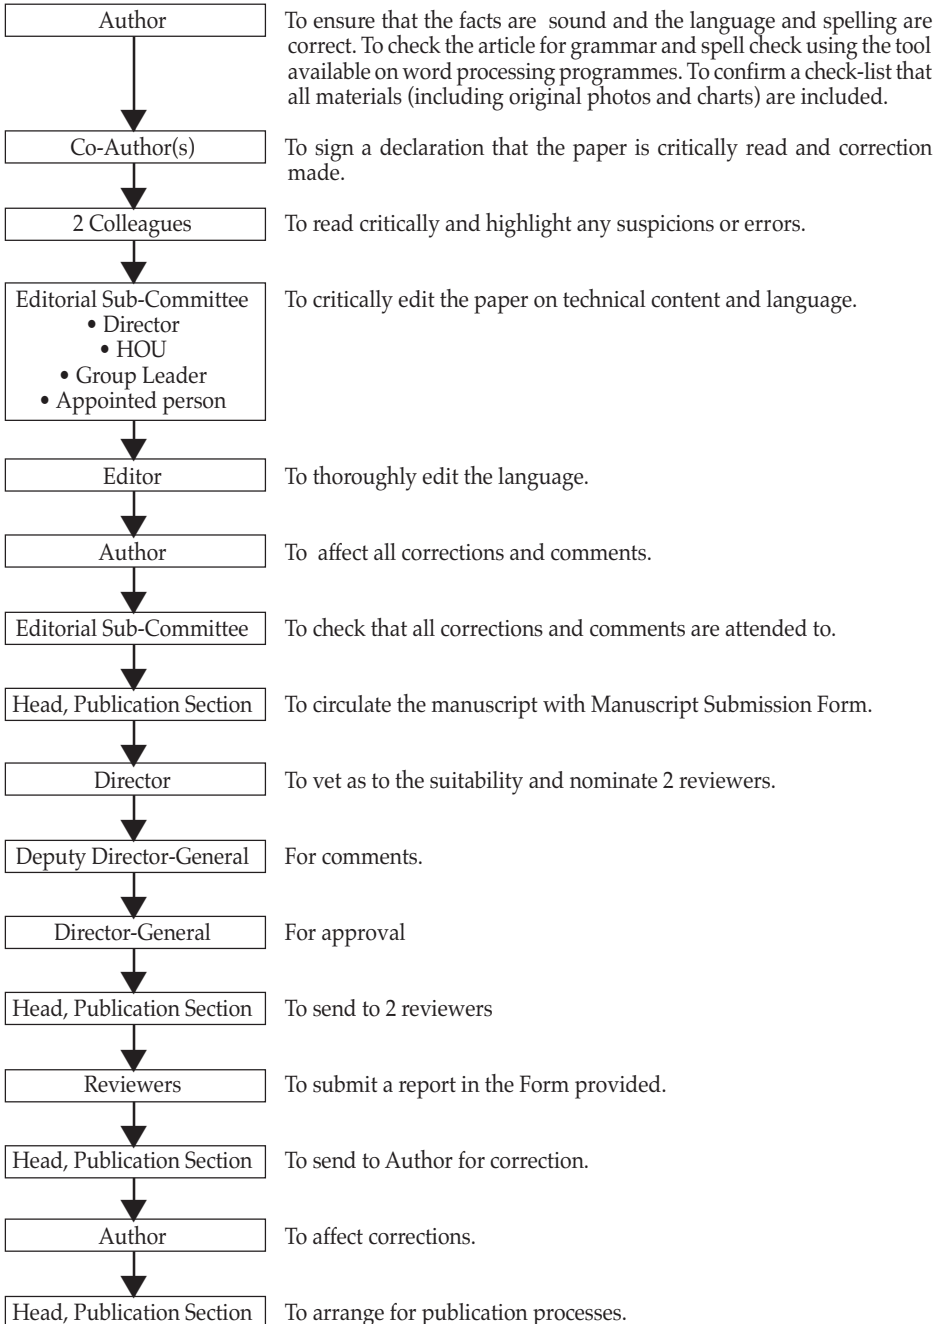 Author
To ensure that the facts are sound and the language and spelling are
correct. To check the article for grammar and spell check using the tool
available on word processing programmes. To confirm a check-list that
all materials (including original photos and charts) are included.
Co-Author(s)
To sign a declaration that the paper is critically read and correction
made.
2 Colleagues
To read critically and highlight any suspicions or errors.
Editorial Sub-Committee
• Director
• HOU
• Group Leader
• Appointed person
To critically edit the paper on technical content and language.
Editor
To thoroughly edit the language.
Author
To affect all corrections and comments.
Editorial Sub-Committee
To check that all corrections and comments are attended to.
Head, Publication Section
To circulate the manuscript with Manuscript Submission Form.
Director
To vet as to the suitability and nominate 2 reviewers.
Deputy Director-General
For comments.
Director-General
For approval
Head, Publication Section
To send to 2 reviewers
Reviewers
To submit a report in the Form provided.
Head, Publication Section
To send to Author for correction.
Author
To affect corrections.
Head, Publication Section
To arrange for publication processes.